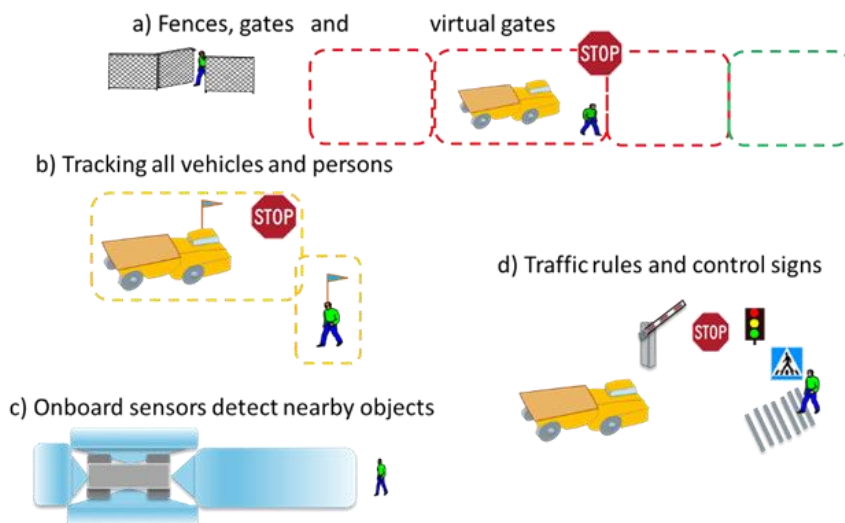 a) Fences, gates and virtual gates
STOP
b) Tracking all vehicles and persons
STOP
d) Traffic rules and control signs
STOP
c) Onboard sensors detect nearby objects